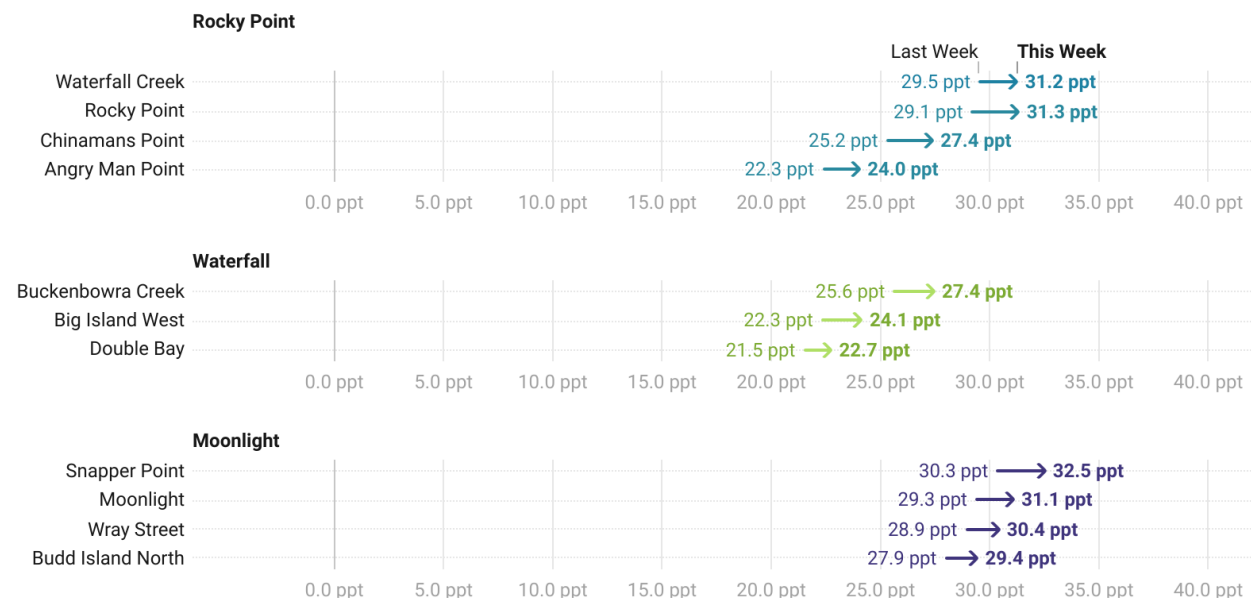 Rocky Point
Last Week This Week
Waterfall Creek 29.5 ppt 31.2 ppt
Rocky Point 29.1 ppt 31.3 ppt
Chinamans Point 25.2 ppt 27.4 ppt
Angry Man Point 22.3 ppt 24.0 ppt
0.0 ppt 5.0 ppt 10.0 ppt 15.0 ppt 20.0 ppt 25.0 ppt 30.0 ppt 35.0 ppt 40.0 ppt
Waterfall
Buckenbowra Creek 25.6 ppt 27.4 ppt
Big Island West 22.3 ppt 24.1 ppt
Double Bay 21.5 ppt 22.7 ppt
0.0 ppt 5.0 ppt 10.0 ppt 15.0 ppt 20.0 ppt 25.0 ppt 30.0 ppt 35.0 ppt 40.0 ppt
Moonlight
Snapper Point 30.3 ppt 32.5 ppt
Moonlight 29.3 ppt 31.1 ppt
Wray Street 28.9 ppt 30.4 ppt
Budd Island North 27.9 ppt 29.4 ppt
0.0 ppt 5.0 ppt 10.0 ppt 15.0 ppt 20.0 ppt 25.0 ppt 30.0 ppt 35.0 ppt 40.0 ppt